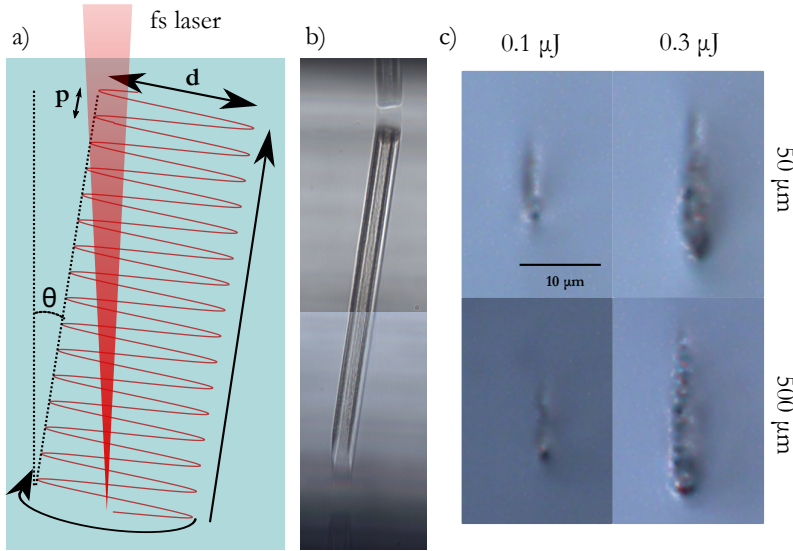 a)
fs laser
d
p
θ
b)
c)
0.1 µJ
0.3 µJ
50 µm
10 µm
500 µm